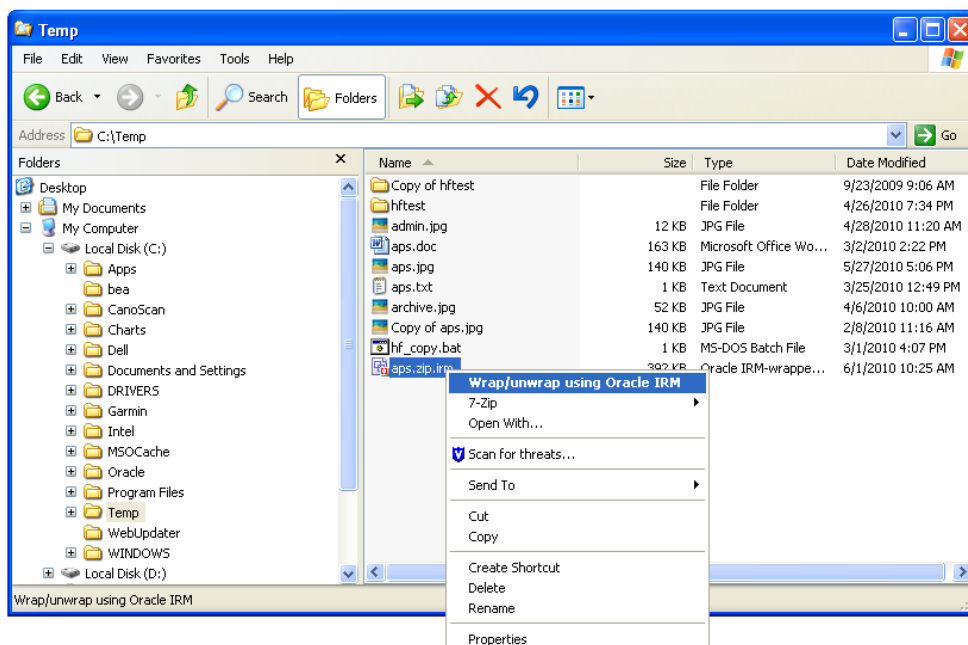 Temp
File Edit View Favorites Tools Help
Back Search Folders
Address C:\Temp Go
Folders x Name Size Type Date Modified
Desktop Copy of hftest File Folder 9/23/2009 9:06 AM
My Documents hftest File Folder 4/26/2010 7:34 PM
My Computer admin.jpg 12 KB JPG File 4/28/2010 11:20 AM
Local Disk (C:) aps.doc 163 KB Microsoft Office Wo... 3/2/2010 2:22 PM
Apps aps.jpg 140 KB JPG File 5/27/2010 5:06 PM
bea aps.txt 1 KB Text Document 3/25/2010 12:49 PM
CanoScan archive.jpg 52 KB JPG File 4/6/2010 10:00 AM
Charts Copy of aps.jpg 140 KB JPG File 2/8/2010 11:16 AM
Dell hf_copy.bat 1 KB MS-DOS Batch File 3/1/2010 4:07 PM
Documents and Settings aps.zip.irm 392 KB Oracle IRM-wrappe... 6/1/2010 10:25 AM
DRIVERS Wrap/unwrap using Oracle IRM
Garmin 7-Zip
Intel Open With...
MSOCache Scan for threats...
Oracle
Program Files Send To
Temp Cut
WebUpdater Copy
WINDOWS
Local Disk (D:) Create Shortcut
Delete
Wrap/unwrap using Oracle IRM Rename
Properties